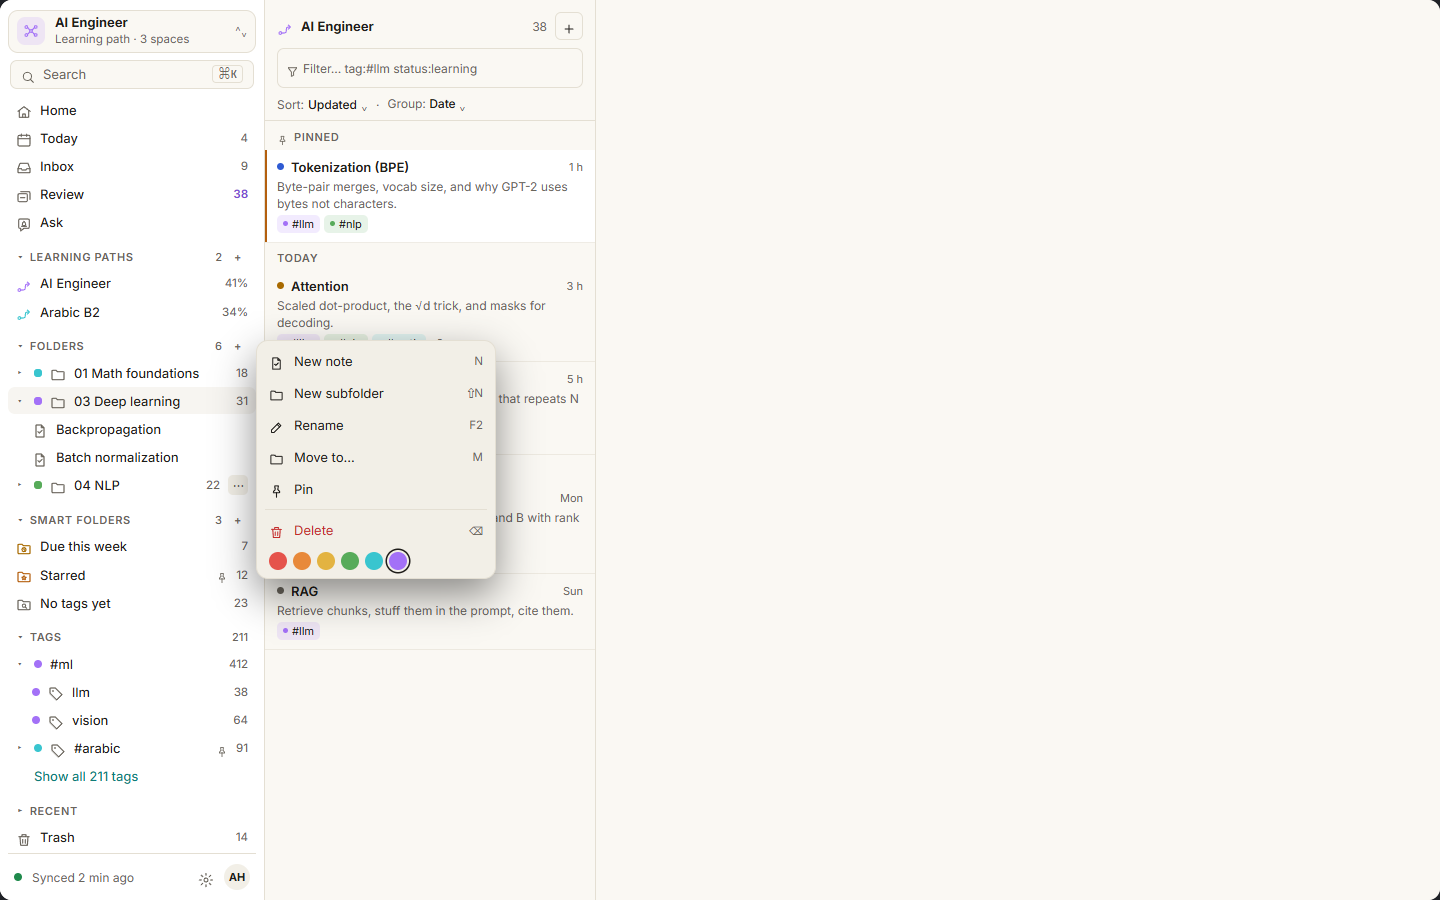 AI Engineer
Learning path · 3 spaces
Search
⌘K
Home
Today 4
Inbox 9
Review 38
Ask
LEARNING PATHS 2 +
AI Engineer 41%
Arabic B2 34%
FOLDERS 6 +
01 Math foundations 18
03 Deep learning 31
Backpropagation
Batch normalization
04 NLP 22 ...
SMART FOLDERS 3 +
Due this week 7
Starred 12
No tags yet 23
TAGS 211
#ml 412
llm 38
vision 64
#arabic 91
Show all 211 tags
RECENT
Trash 14
Synced 2 min ago
AH
AI Engineer 38 +
Filter... tag:#llm status:learning
Sort: Updated · Group: Date
PINNED
Tokenization (BPE) 1 h
Byte-pair merges, vocab size, and why GPT-2 uses
bytes not characters.
#llm #nlp
TODAY
Attention 3 h
Scaled dot-product, the √d trick, and masks for
decoding.
5 h
that repeats N
Mon
and B with rank
RAG Sun
Retrieve chunks, stuff them in the prompt, cite them.
#llm
New note N
New subfolder ⇧N
Rename F2
Move to... M
Pin
Delete ⌫